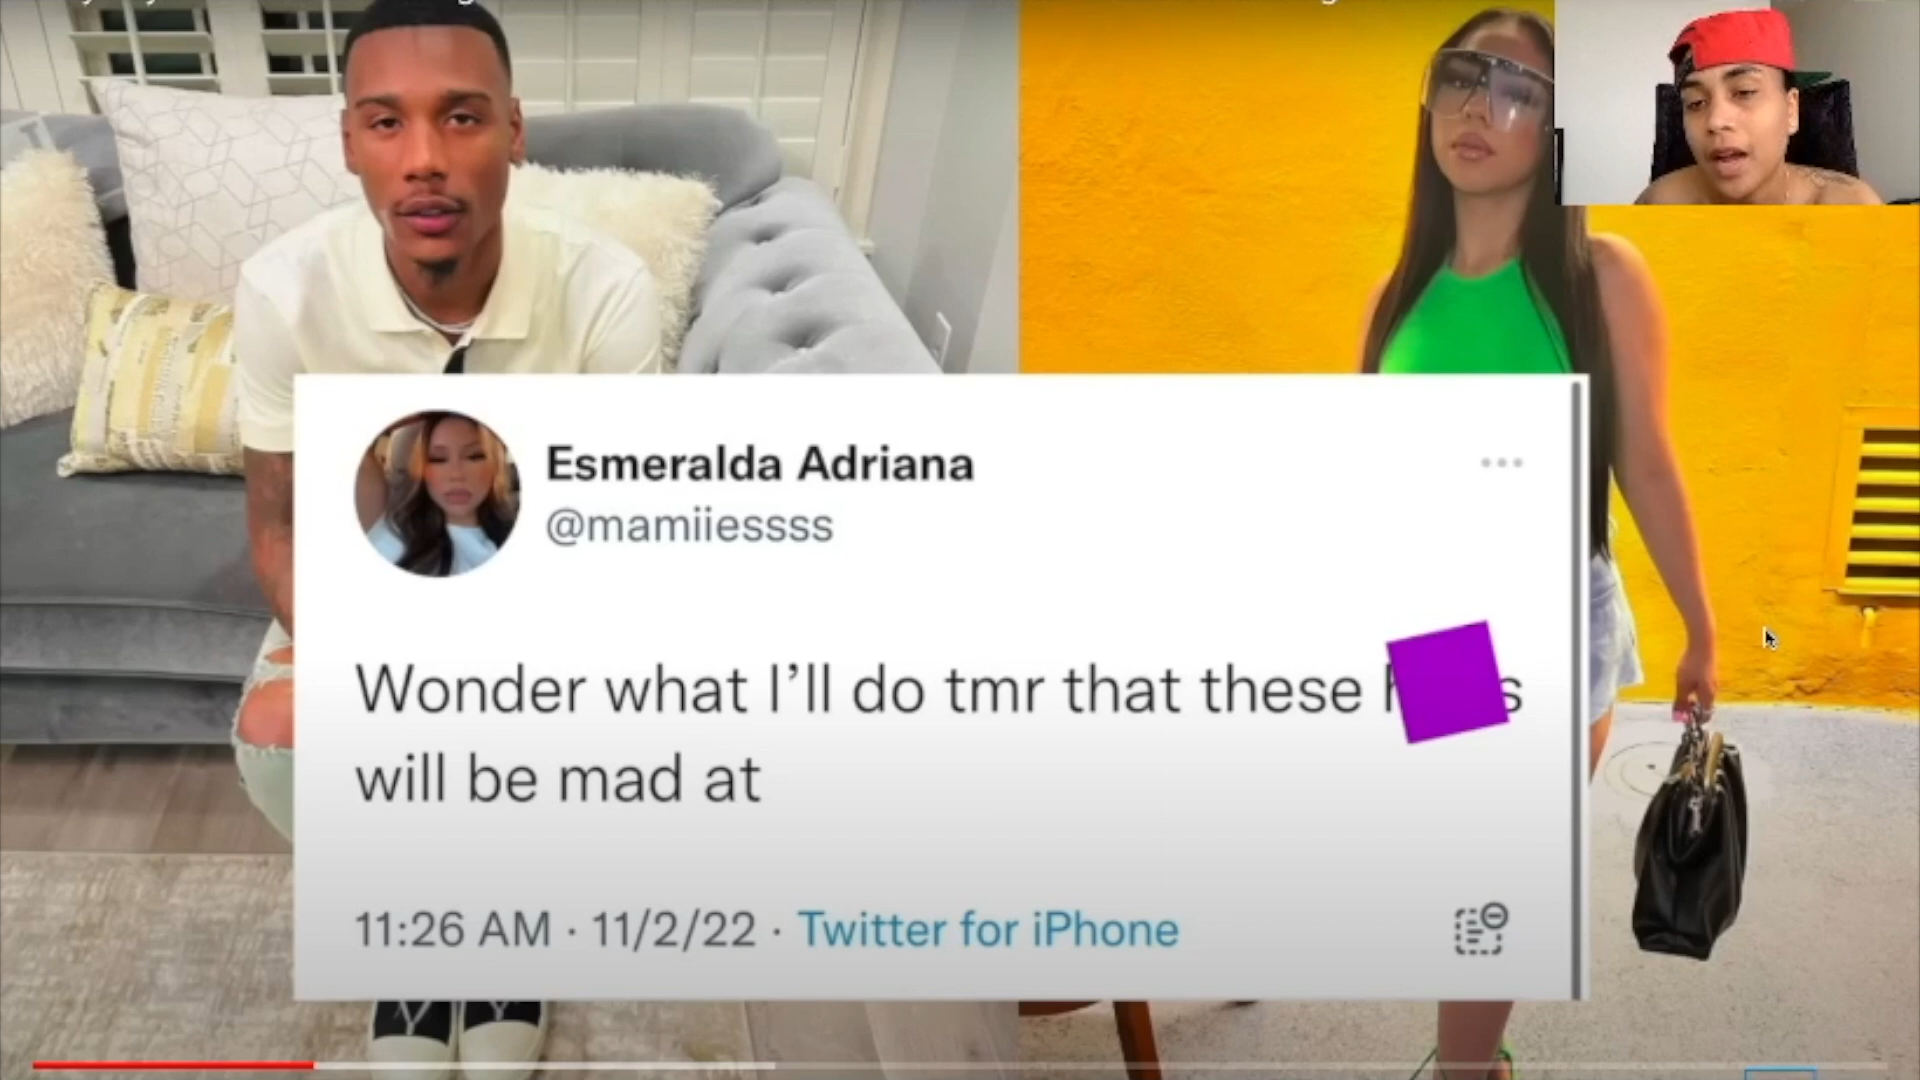 Esmeralda Adriana
@mamiiessss
Wonder what I'll do tmr that these
will be mad at
11:26 AM · 11/2/22 · Twitter for iPhone